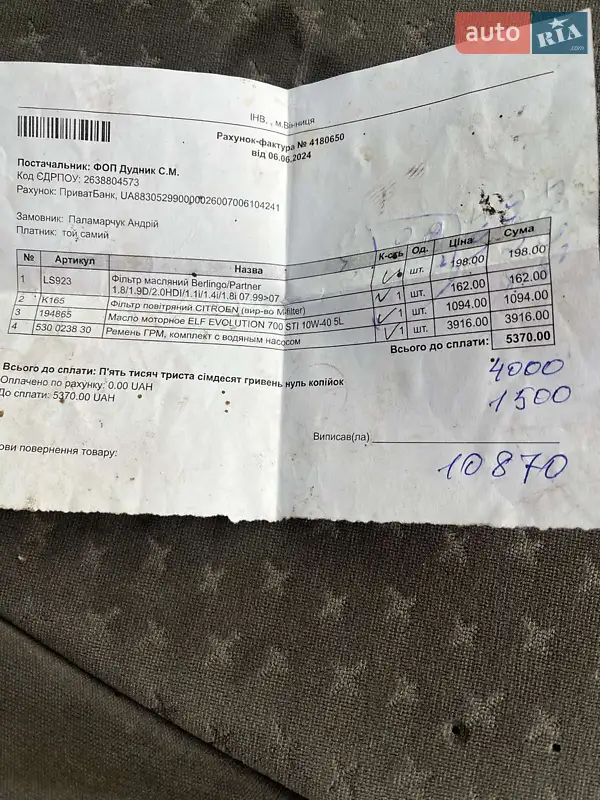 auto RIA .com
ІНВ, , м.Вінниця
Рахунок-фактура № 4180650
від 06.06.2024
Постачальник: ФОП Дудник С.М.
Код ЄДРПОУ: 2638804573
Рахунок: ПриватБанк, UA883052990000026007006104241
Замовник: Паламарчук Андрій
Платник: той самий
№ Артикул Назва К-сть Од. Ціна Сума
1 LS923 Фільтр масляний Berlingo/Partner шт. 198.00 198.00
1.8/1.9D/2.0HDI/1.1i/1.4i/1.8i 07.99>07
2 K165 Фільтр повітряний CITROEN (вир-во M-filter) 1 шт. 162.00 162.00
3 194865 Масло моторное ELF EVOLUTION 700 STI 10W-40 5L 1 шт. 1094.00 1094.00
4 530 0238 30 Ремень ГРМ, комплект с водяным насосом 1 шт. 3916.00 3916.00
Всього до сплати: 5370.00
Всього до сплати: П'ять тисяч триста сімдесят гривень нуль копійок
Оплачено по рахунку: 0.00 UAH
До сплати: 5370.00 UAH
4000
1500
Виписав(ла)
10870
ови повернення товару: